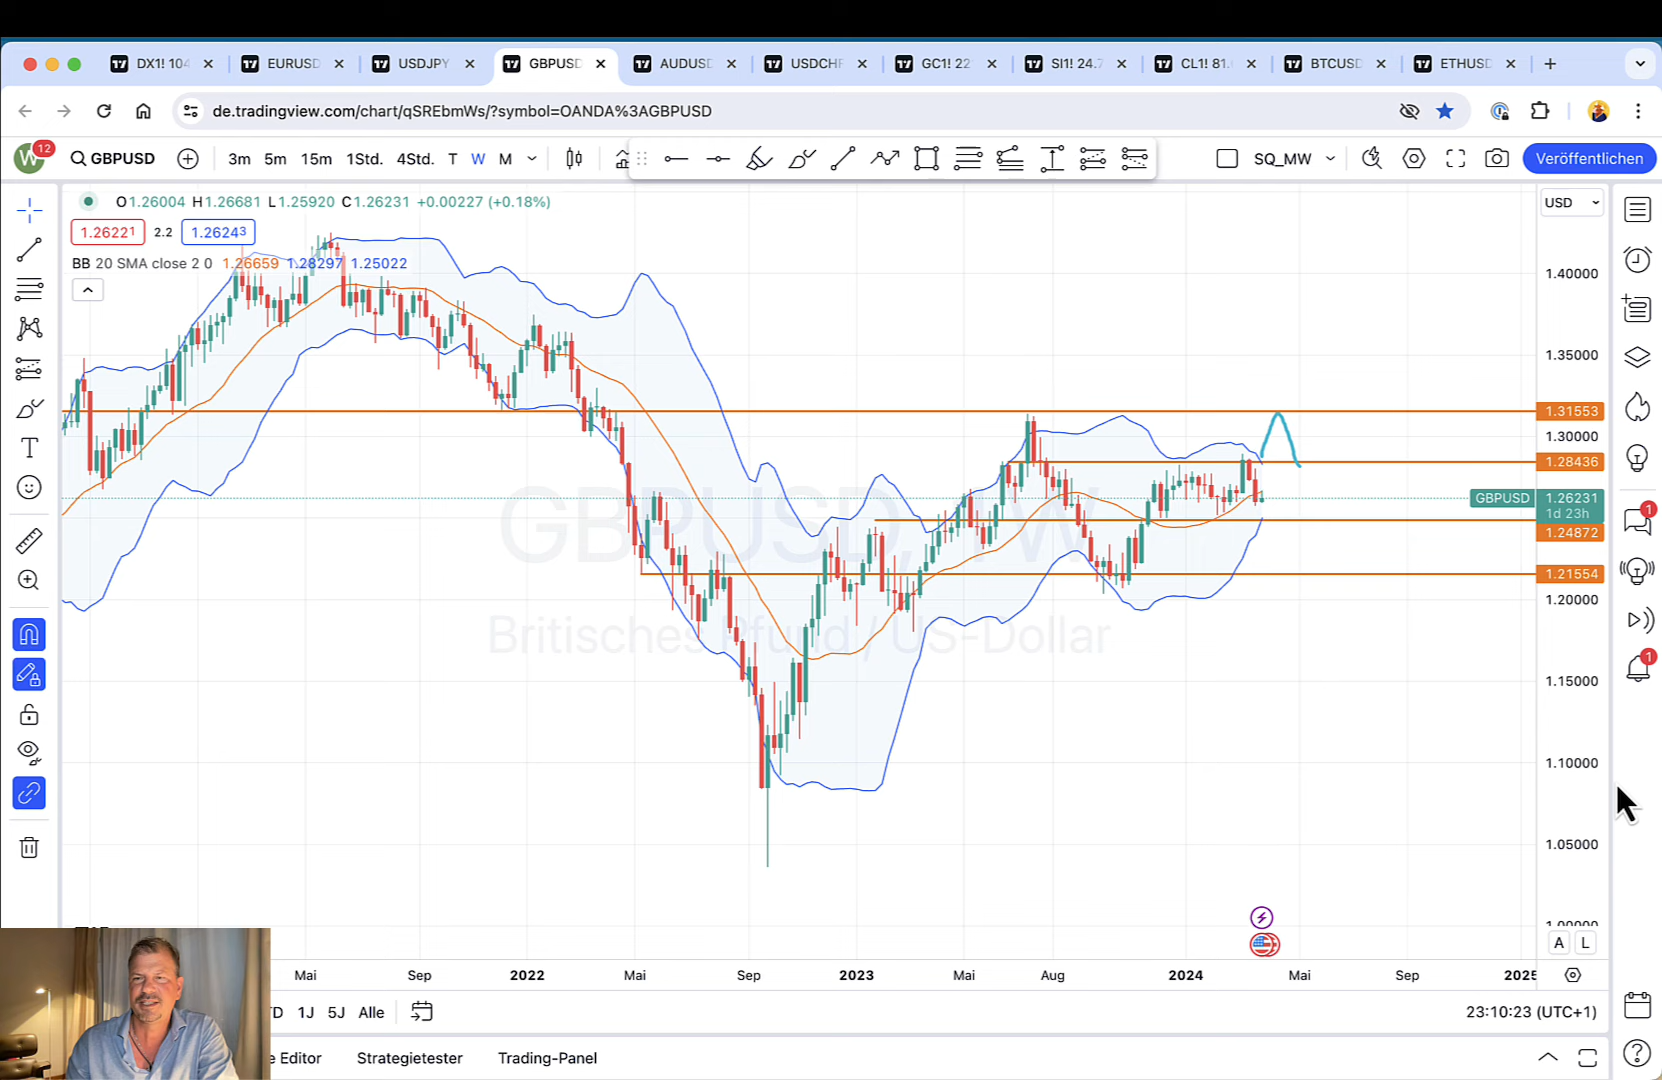 DX1! 104
EURUSD
USDJPY
GBPUSD
AUDUSD
USDCHF
GC1! 22
SI1! 24.7
CL1! 81.
BTCUSD
ETHUSD
de.tradingview.com/chart/qSREbmWs/?symbol=OANDA%3AGBPUSD
W 12
GBPUSD
3m 5m 15m 1Std. 4Std. T W M
SQ_MW
Veröffentlichen
O1.26004 H1.26681 L1.25920 C1.26231 +0.00227 (+0.18%)
USD
1.26221 2.2 1.26243
BB 20 SMA close 2 0 1.26659 1.28297 1.25022
1.40000
1.35000
1.31553
1.30000
1.28436
GBPUSD 1.26231
1d 23h
1.24872
1.21554
1.20000
1.15000
1.10000
1.05000
GBPUSD, 1W
Britisches Pfund / US-Dollar
1
1
A L
Mai Sep 2022 Mai Sep 2023 Mai Aug 2024 Mai Sep 2025
1J 5J Alle
23:10:23 (UTC+1)
e Editor Strategietester Trading-Panel